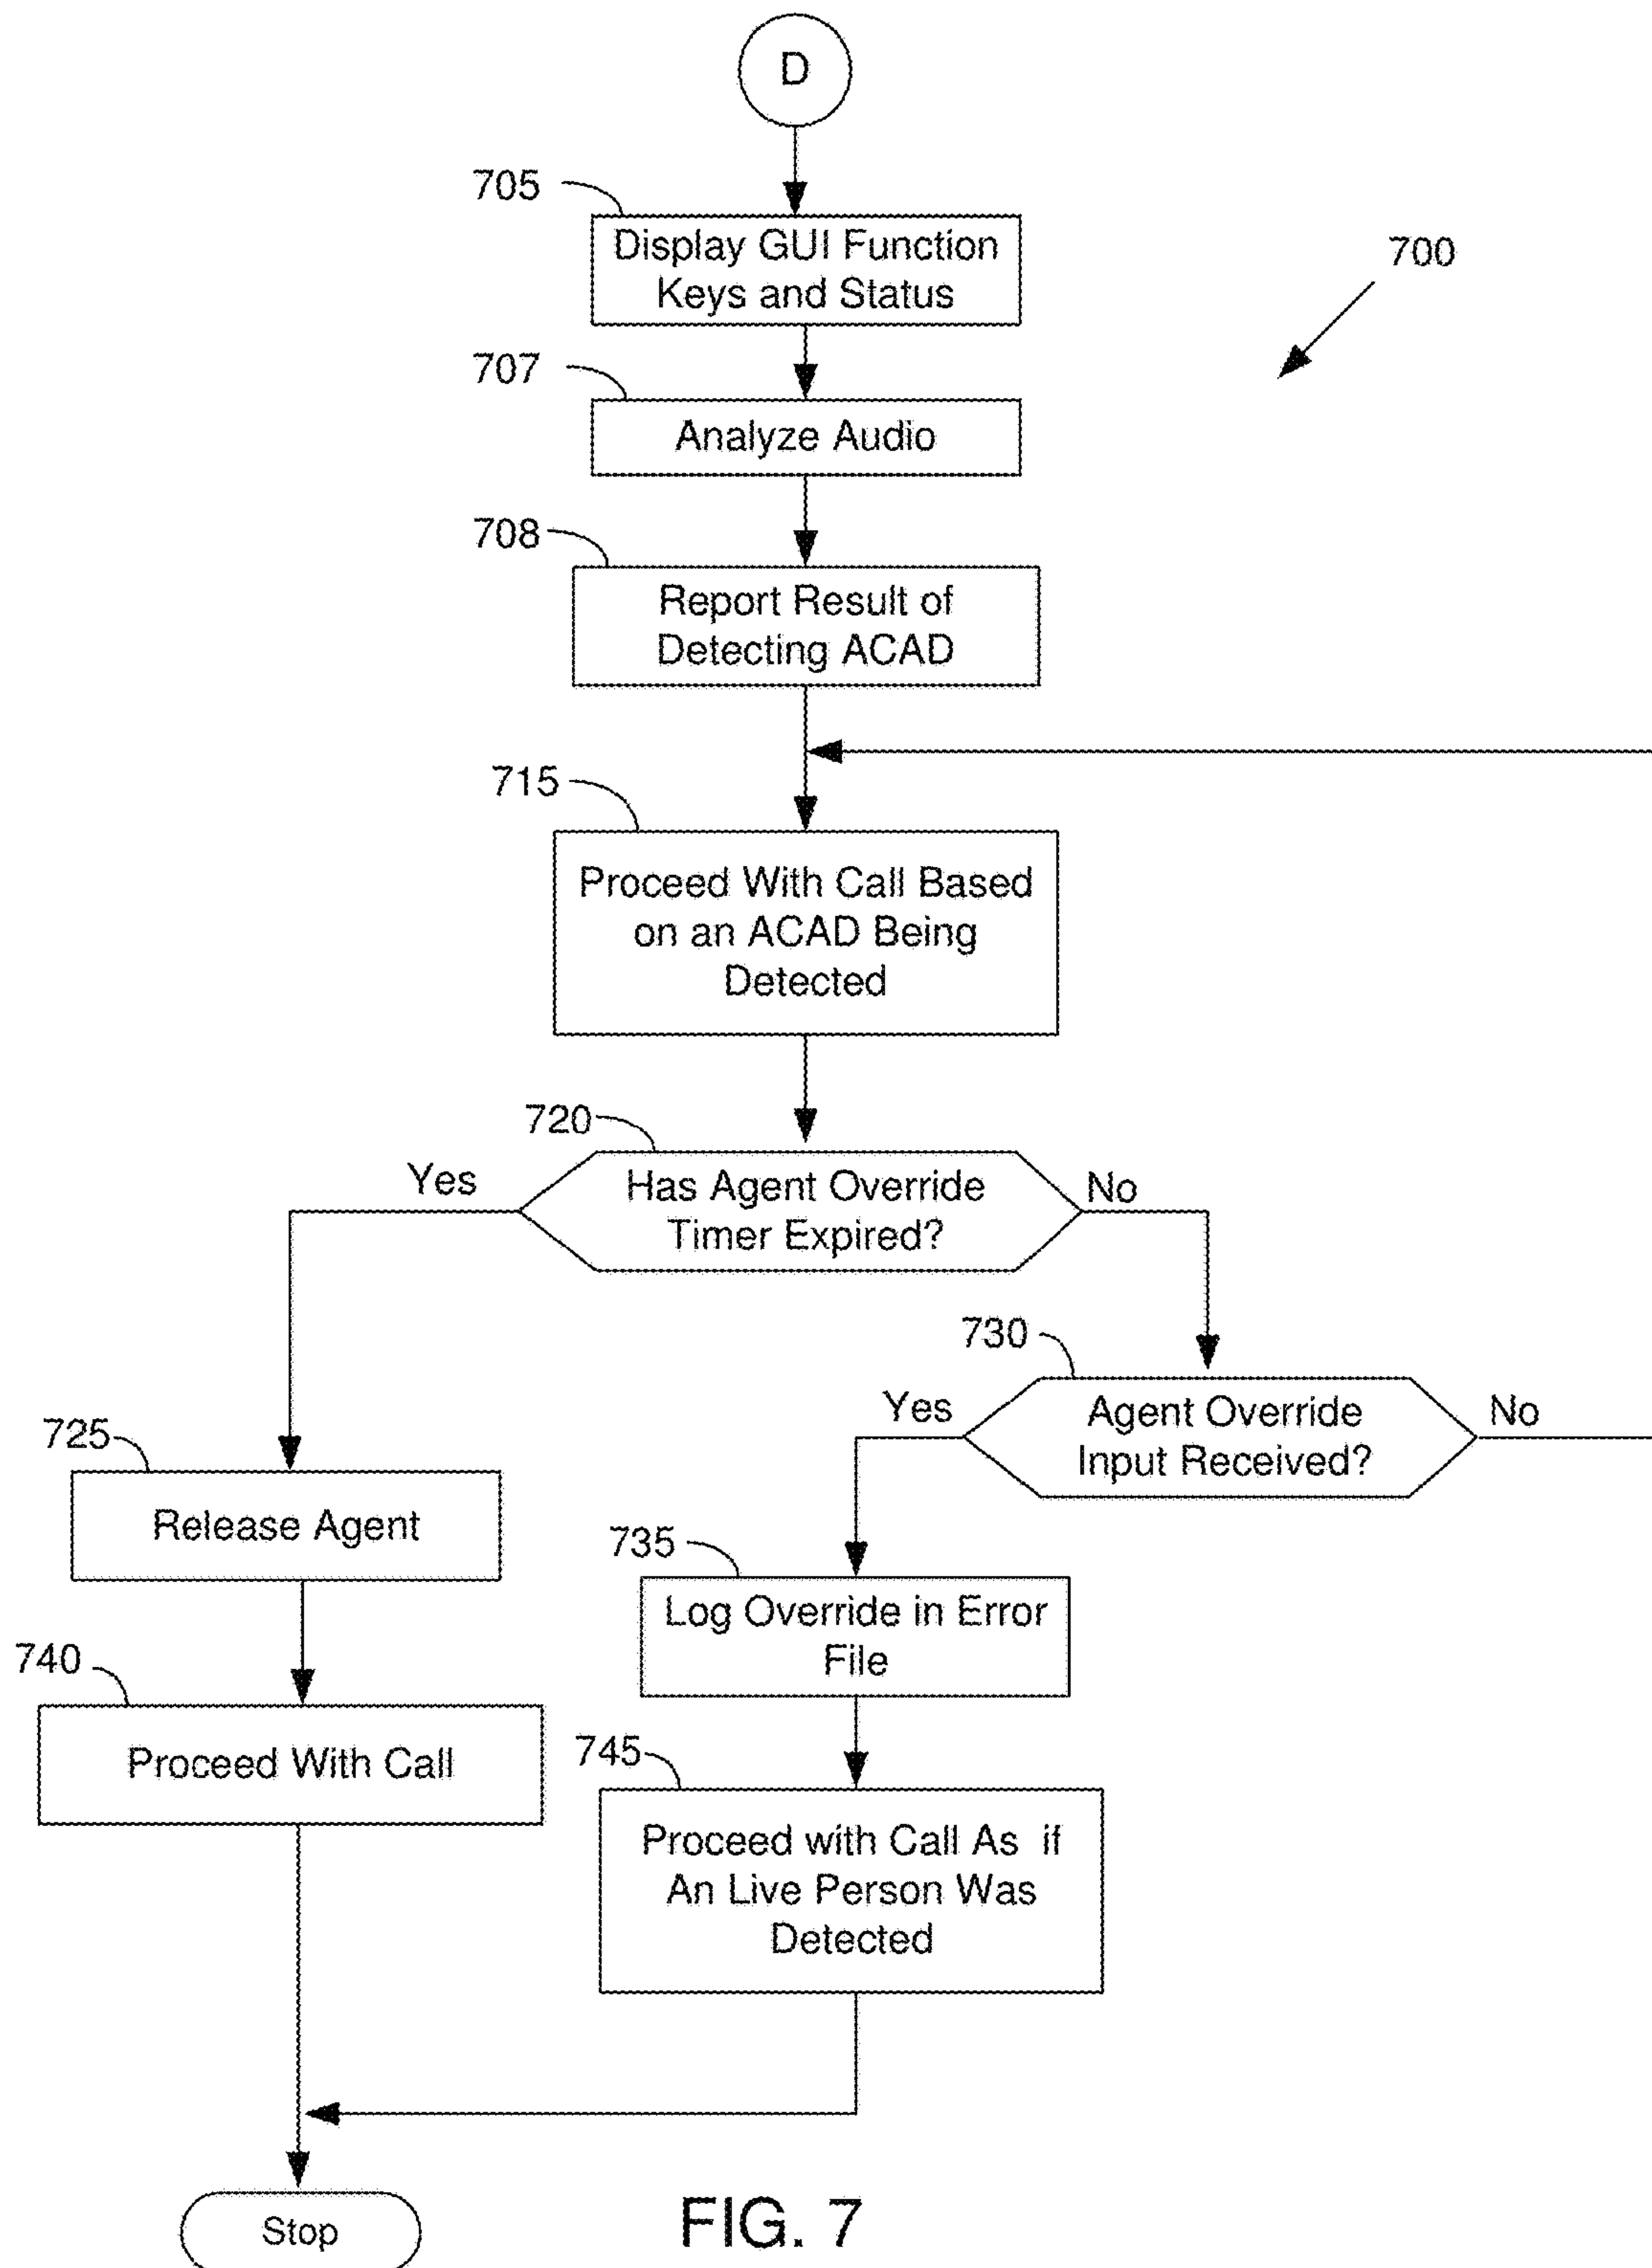 D
705
Display GUI Function
Keys and Status
700
707
Analyze Audio
708
Report Result of
Detecting ACAD
715
Proceed With Call Based
on an ACAD Being
Detected
720
Yes
Has Agent Override
Timer Expired?
No
730
Yes
Agent Override
Input Received?
No
725
Release Agent
735
Log Override in Error
File
740
Proceed With Call
745
Proceed with Call As if
An Live Person Was
Detected
Stop
FIG. 7